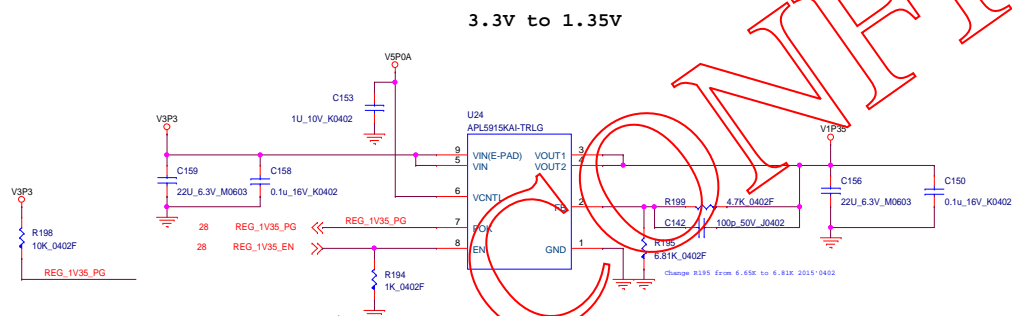 3.3V to 1.35V
V5P0A
C153
1U_10V_K0402
U24
APL5915KAI-TRLG
V3P3
V1P35
9 VIN(E-PAD) VOUT1 3
5 VIN VOUT2 4
C159
C158
22U_6.3V_M0603
0.1u_16V_K0402
C156
C150
22U_6.3V_M0603
0.1u_16V_K0402
V3P3
6 VCNTL
FB 2
R199
4.7K_0402F
R198
10K_0402F
28 REG_1V35_PG
7 POK
C142
100p_50V_J0402
28 REG_1V35_EN
8 EN
GND 1
R195
6.81K_0402F
REG_1V35_PG
R194
1K_0402F
Change R195 from 6.65K to 6.81K 2015'0402
CONF